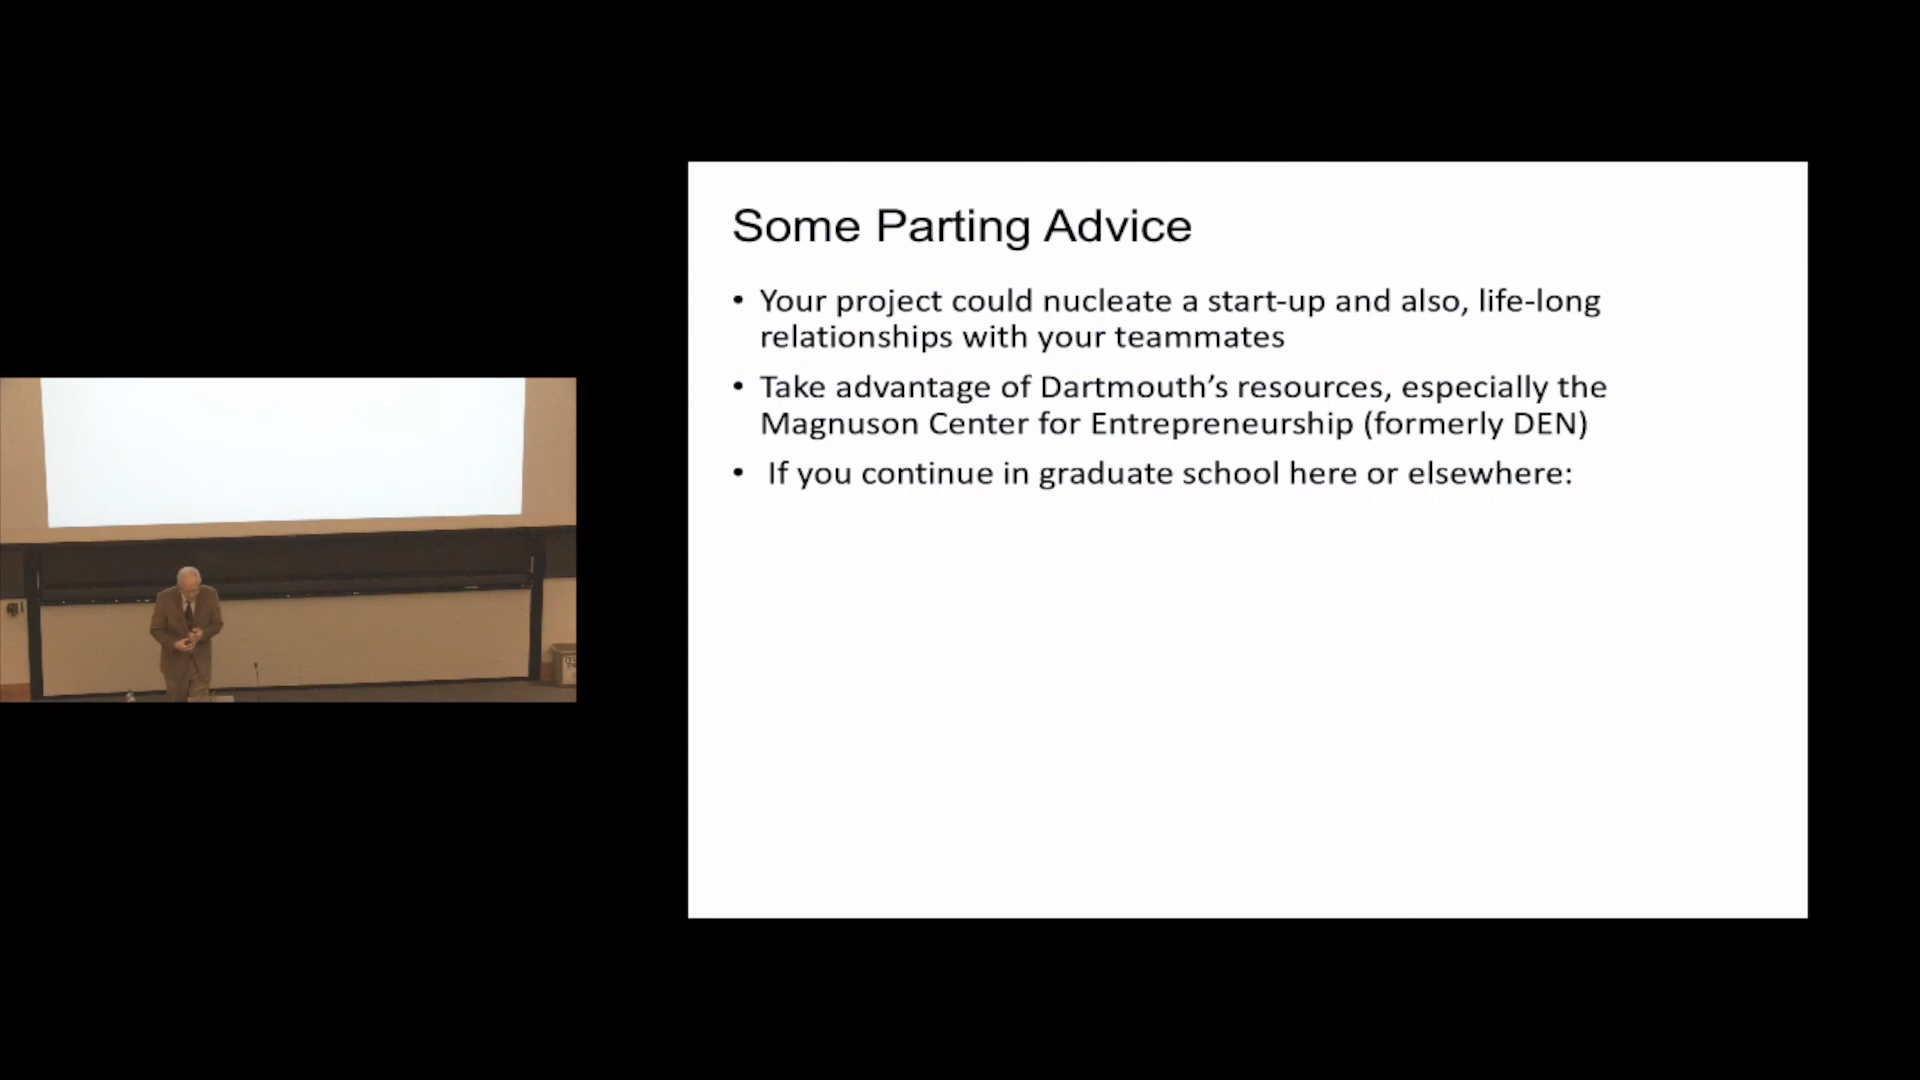 Some Parting Advice
• Your project could nucleate a start-up and also, life-long
relationships with your teammates
• Take advantage of Dartmouth’s resources, especially the
Magnuson Center for Entrepreneurship (formerly DEN)
• If you continue in graduate school here or elsewhere: